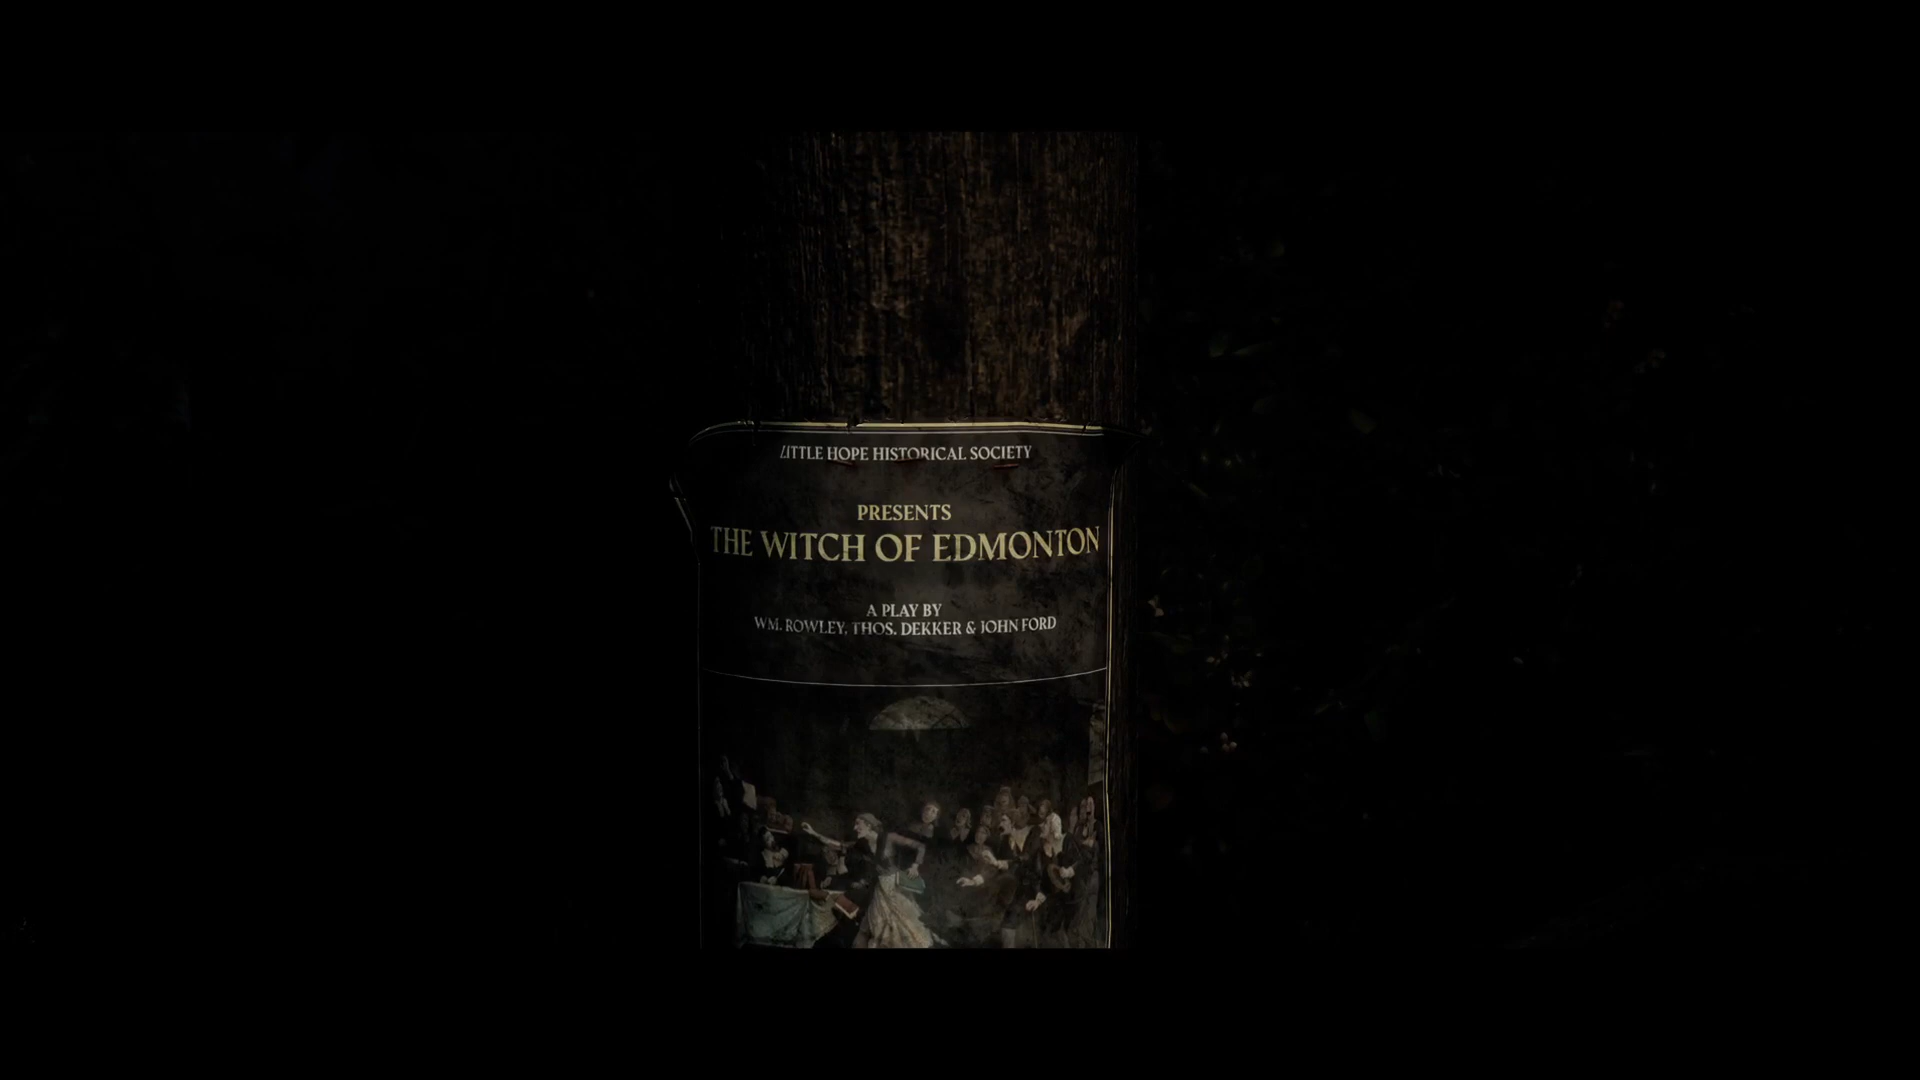 LITTLE HOPE HISTORICAL SOCIETY
PRESENTS
THE WITCH OF EDMONTON
A PLAY BY
WM. ROWLEY, THOS. DEKKER & JOHN FORD